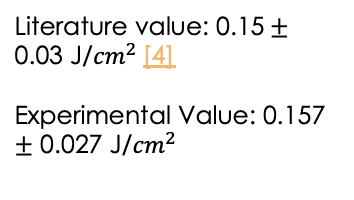 Literature value: 0.15 ±
0.03 J/cm² [4]
Experimental Value: 0.157
± 0.027 J/cm²